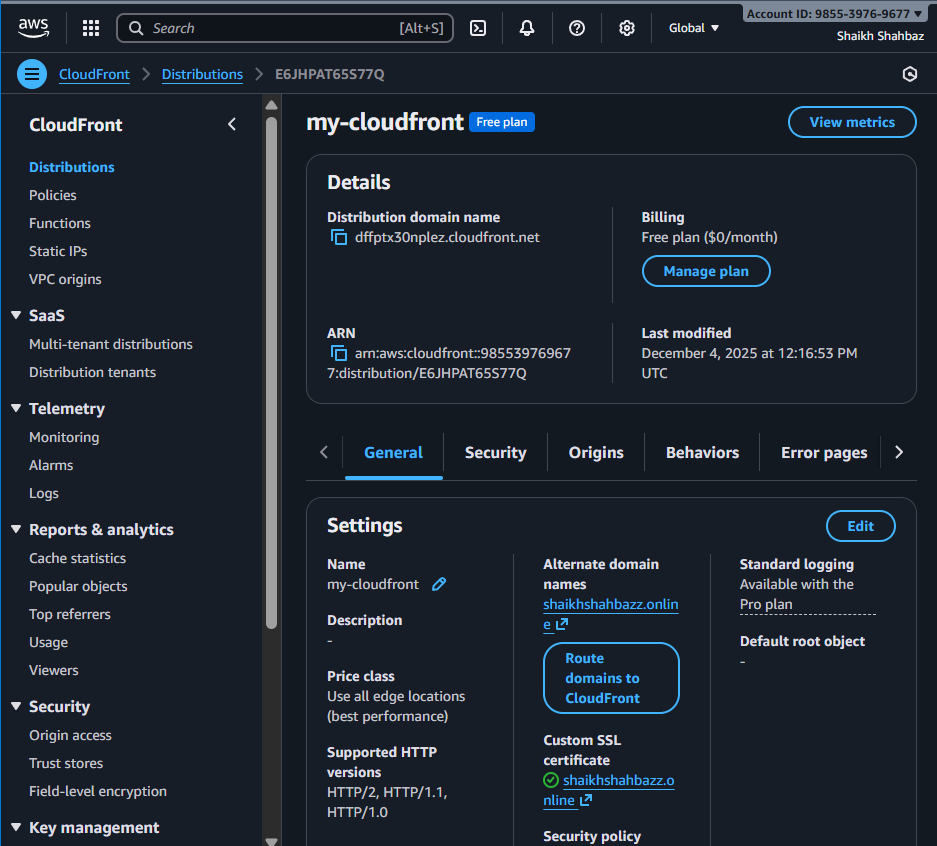 aws
Search [Alt+S]
Global
Account ID: 9855-3976-9677
Shaikh Shahbaz
CloudFront
Distributions
E6JHPAT65S77Q
CloudFront
Distributions
Policies
Functions
Static IPs
VPC origins
SaaS
Multi-tenant distributions
Distribution tenants
Telemetry
Monitoring
Alarms
Logs
Reports & analytics
Cache statistics
Popular objects
Top referrers
Usage
Viewers
Security
Origin access
Trust stores
Field-level encryption
Key management
my-cloudfront Free plan
View metrics
Details
Distribution domain name
dffptx30nplez.cloudfront.net
Billing
Free plan ($0/month)
Manage plan
ARN
arn:aws:cloudfront::98553976967
7:distribution/E6JHPAT65S77Q
Last modified
December 4, 2025 at 12:16:53 PM
UTC
General
Security
Origins
Behaviors
Error pages
Settings
Edit
Name
my-cloudfront
Description
-
Price class
Use all edge locations
(best performance)
Supported HTTP
versions
HTTP/2, HTTP/1.1,
HTTP/1.0
Alternate domain
names
shaikhshahbazz.onlin
e
Route
domains to
CloudFront
Custom SSL
certificate
shaikhshahbazz.o
nline
Security policy
Standard logging
Available with the
Pro plan
Default root object
-